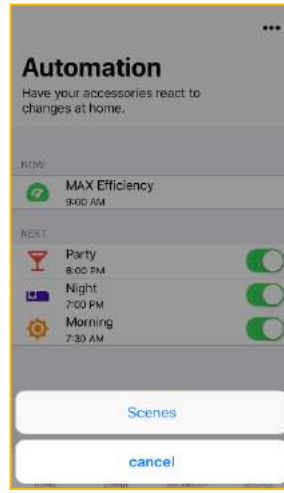 •••
Automation
Have your accessories react to
changes at home.
NOW
MAX Efficiency
9:00 AM
NEXT
Party
6:00 PM
Night
7:00 PM
Morning
7:30 AM
Scenes
cancel